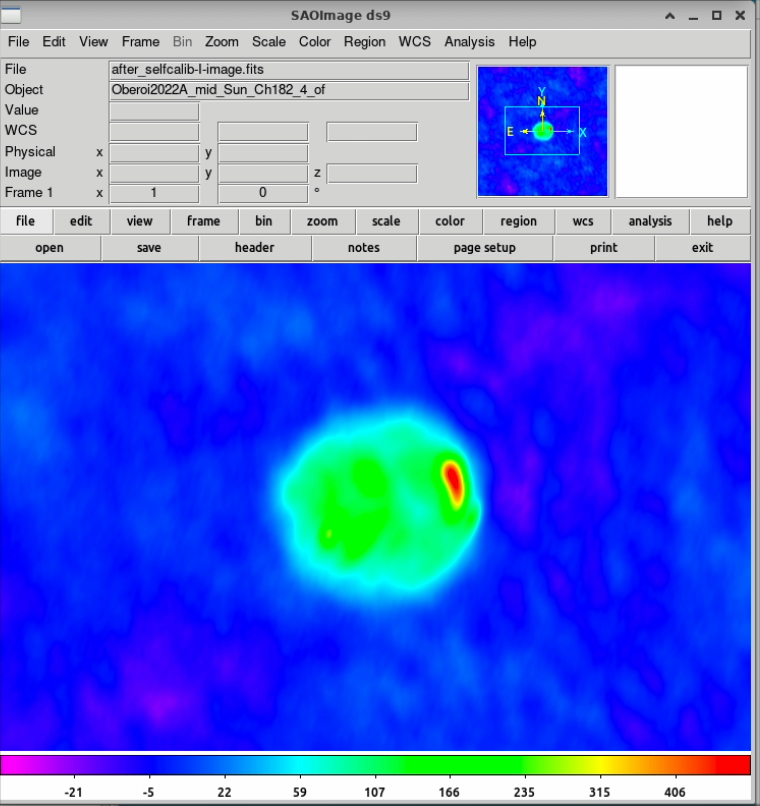 SAOImage ds9
File Edit View Frame Bin Zoom Scale Color Region WCS Analysis Help
File after_selfcalib-I-image.fits
Object Oberoi2022A_mid_Sun_Ch182_4_of
Value
WCS
Physical x y
Image x y z
Frame 1 x 1 0 °
Y
N
E X
file edit view frame bin zoom scale color region wcs analysis help
open save header notes page setup print exit
-21 -5 22 59 107 166 235 315 406